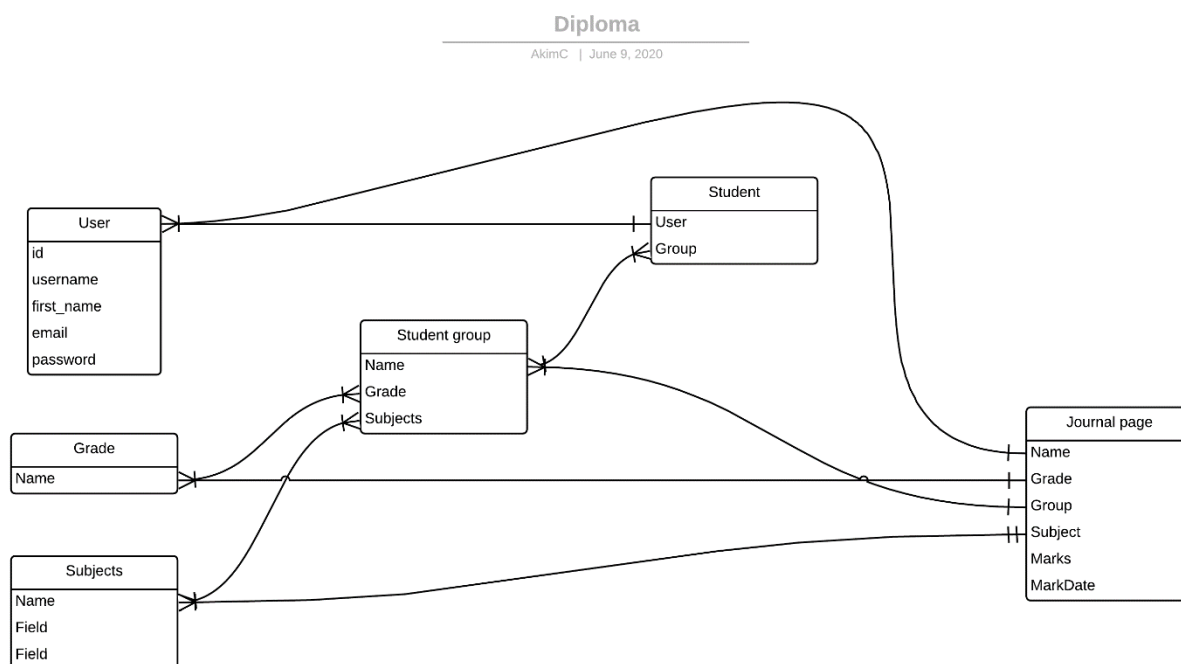 Diploma
AkimC | June 9, 2020
User
id
username
first_name
email
password
Student
User
Group
Student group
Name
Grade
Subjects
Grade
Name
Subjects
Name
Field
Field
Journal page
Name
Grade
Group
Subject
Marks
MarkDate